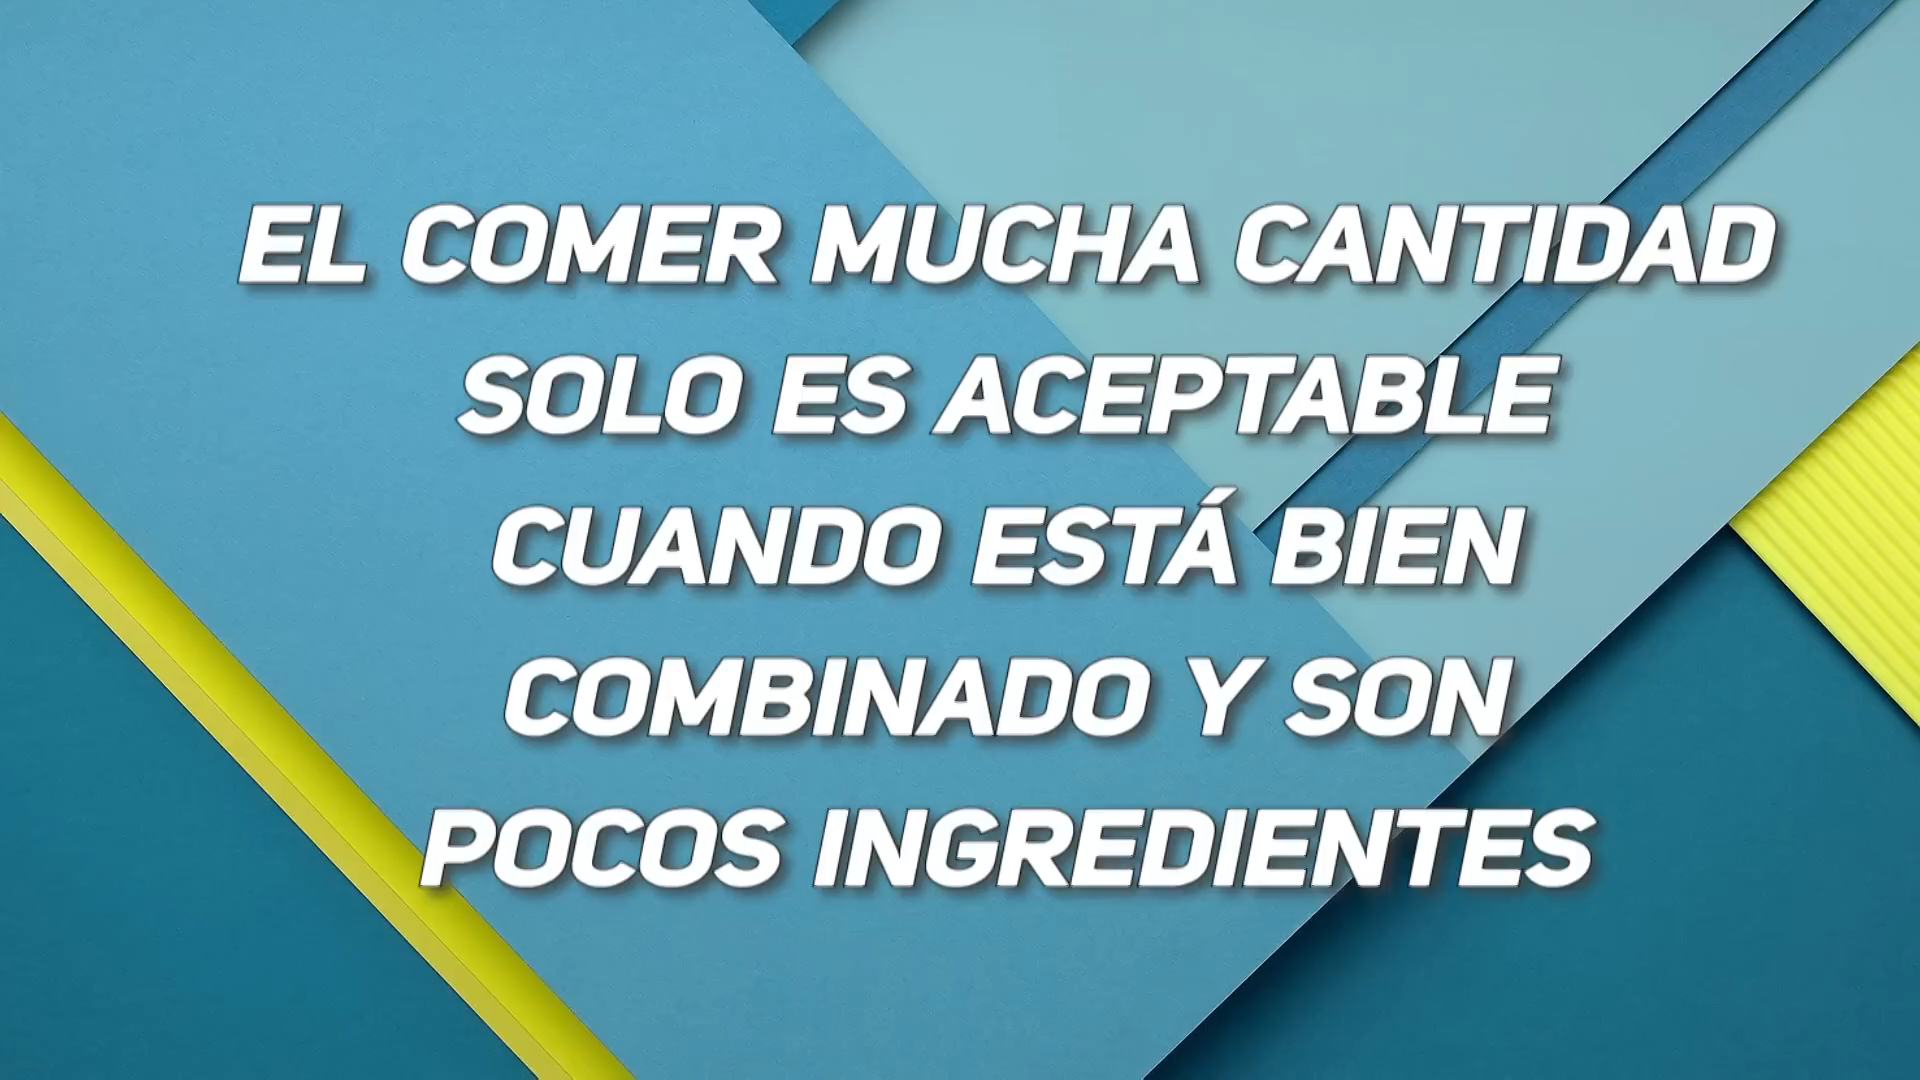 EL COMER MUCHA CANTIDAD
SOLO ES ACEPTABLE
CUANDO ESTÁ BIEN
COMBINADO Y SON
POCOS INGREDIENTES